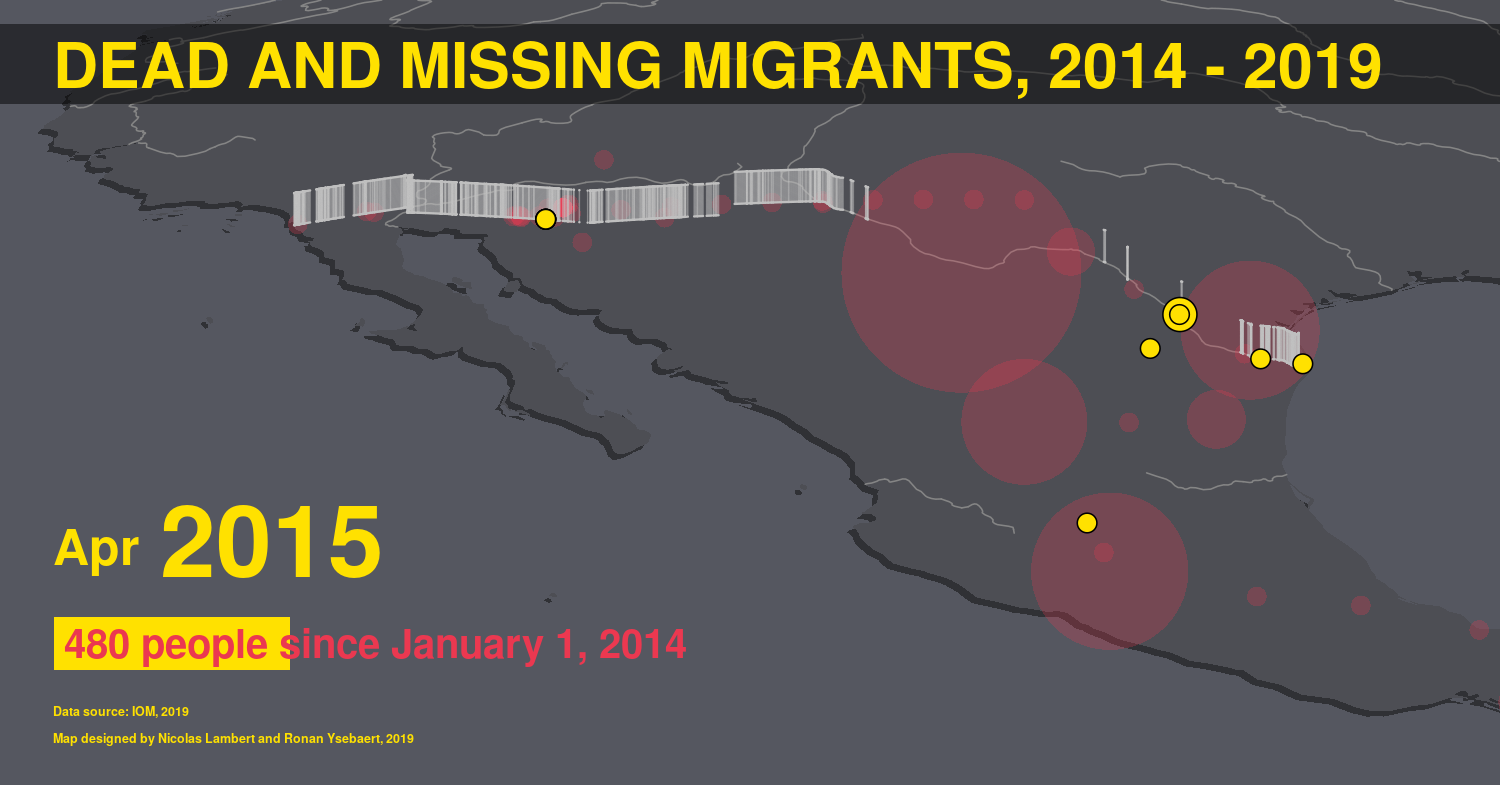 DEAD AND MISSING MIGRANTS, 2014 - 2019
Apr 2015
480 people since January 1, 2014
Data source: IOM, 2019
Map designed by Nicolas Lambert and Ronan Ysebaert, 2019